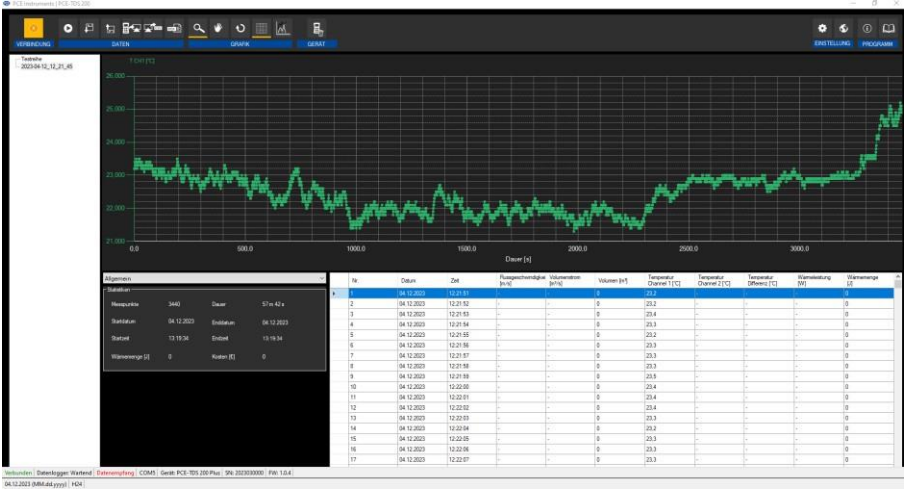 PCE Instruments | PCE-TDS 200
VERBINDUNG DATEN GRAFIK GERÄT EINSTELLUNG PROGRAMM
Testreihe
2023-04-12_12_21_45
26.000
25.000
24.000
23.000
22.000
21.000
0.0 500.0 1000.0 1500.0 2000.0 2500.0 3000.0
Dauer [s]
Allgemein
Statistiken
Messpunkte 3440 Dauer 57 m 42 s
Startdatum 04.12.2023 Enddatum 04.12.2023
Startzeit 13:19:34 Endzeit 13:19:34
Wärmemenge [J] 0 Kosten [€] 0
Nr. Datum Zeit Flussgeschwindigkei [m/s] Volumenstrom [m³/s] Volumen [m³] Temperatur Channel 1 [°C] Temperatur Channel 2 [°C] Temperatur Differenz [°C] Wärmeleistung [W] Wärmemenge [J]
1 04.12.2023 12:21:51 - - 0 23,2 - - - 0
2 04.12.2023 12:21:52 - - 0 23,2 - - - 0
3 04.12.2023 12:21:53 - - 0 23,4 - - - 0
4 04.12.2023 12:21:54 - - 0 23,3 - - - 0
5 04.12.2023 12:21:55 - - 0 23,2 - - - 0
6 04.12.2023 12:21:56 - - 0 23,3 - - - 0
7 04.12.2023 12:21:57 - - 0 23,3 - - - 0
8 04.12.2023 12:21:58 - - 0 23,3 - - - 0
9 04.12.2023 12:21:59 - - 0 23,5 - - - 0
10 04.12.2023 12:22:00 - - 0 23,4 - - - 0
11 04.12.2023 12:22:01 - - 0 23,4 - - - 0
12 04.12.2023 12:22:02 - - 0 23,4 - - - 0
13 04.12.2023 12:22:03 - - 0 23,3 - - - 0
14 04.12.2023 12:22:04 - - 0 23,2 - - - 0
15 04.12.2023 12:22:05 - - 0 23,3 - - - 0
16 04.12.2023 12:22:06 - - 0 23,3 - - - 0
17 04.12.2023 12:22:07 - - 0 23,3 - - - 0
Verbunden Datenlogger: Wartend Datenempfang COM5 Gerät: PCE-TDS 200 Plus SN: 2023030000 FW: 1.0.4
04.12.2023 (MM.dd.yyyy) H24